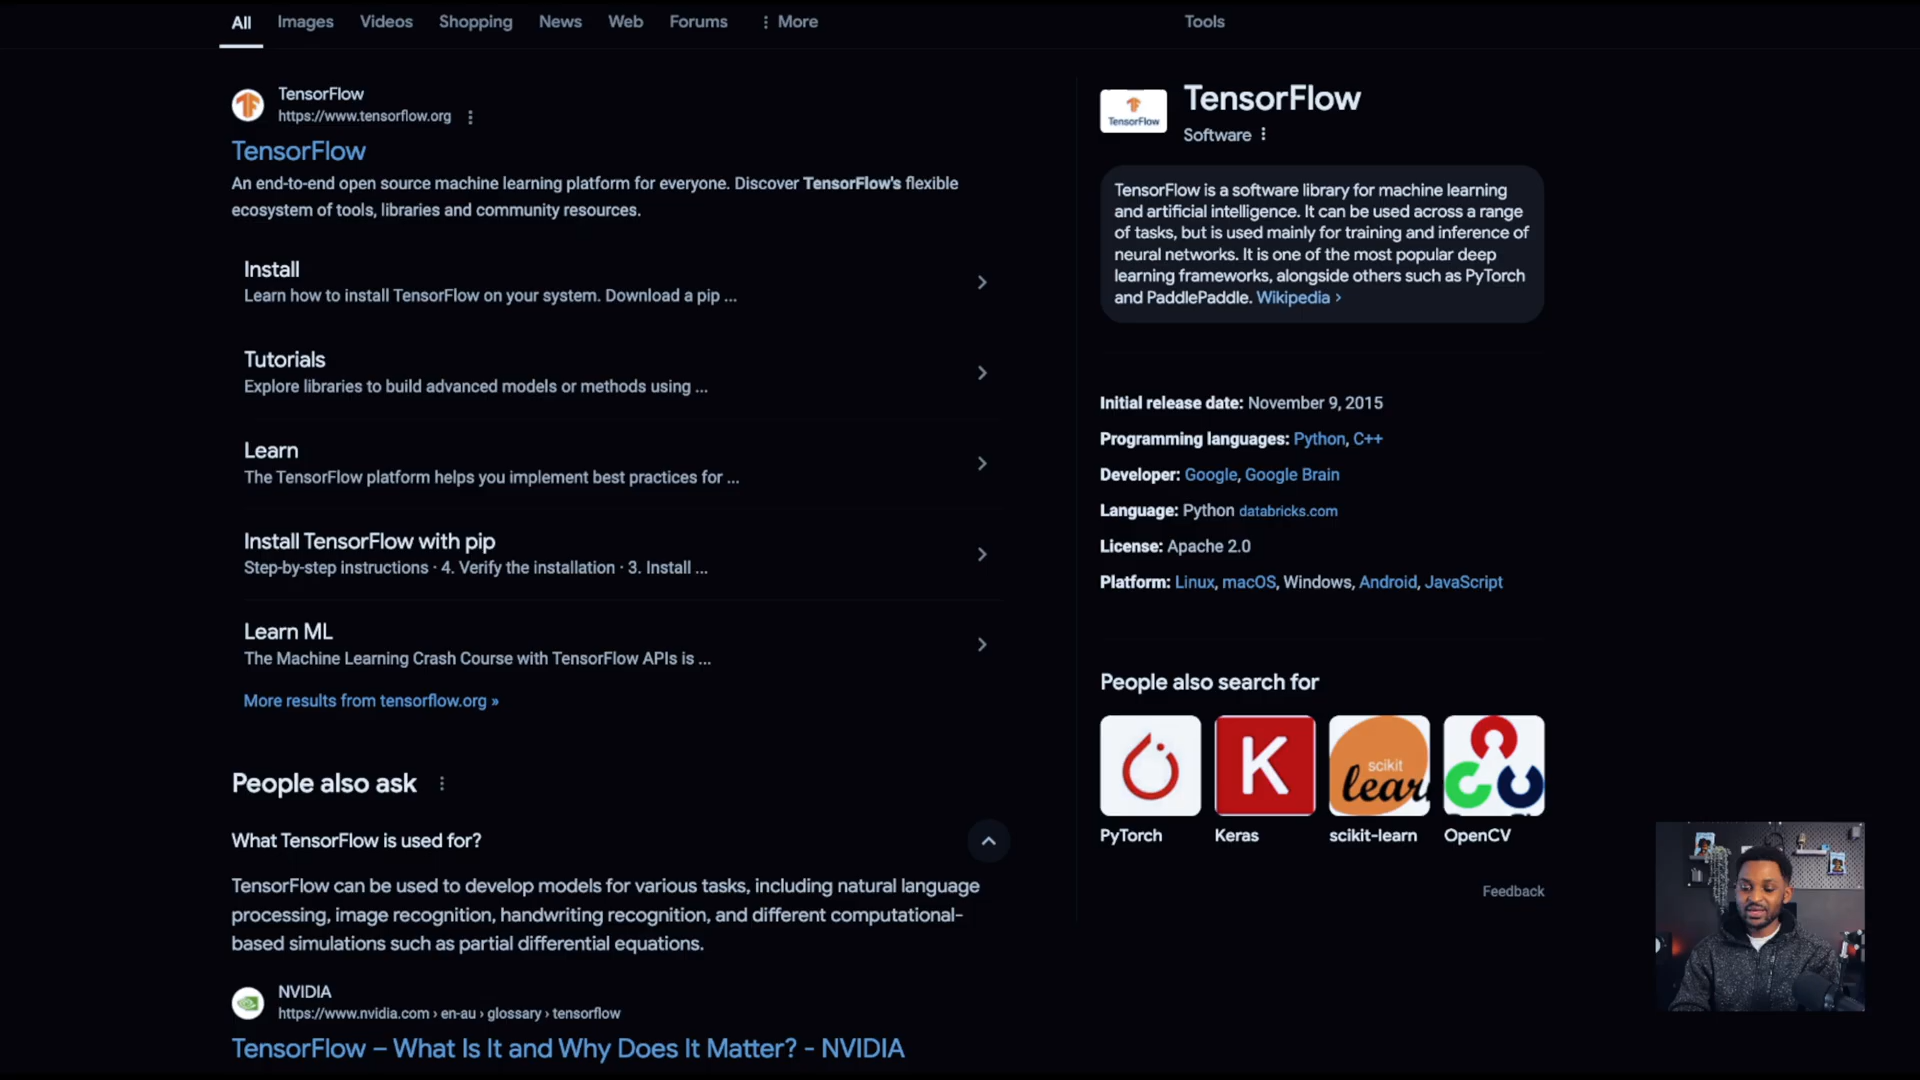 All Images Videos Shopping News Web Forums More Tools
TensorFlow
https://www.tensorflow.org
TensorFlow
An end-to-end open source machine learning platform for everyone. Discover TensorFlow's flexible
ecosystem of tools, libraries and community resources.
Install
Learn how to install TensorFlow on your system. Download a pip ...
Tutorials
Explore libraries to build advanced models or methods using ...
Learn
The TensorFlow platform helps you implement best practices for ...
Install TensorFlow with pip
Step-by-step instructions · 4. Verify the installation · 3. Install ...
Learn ML
The Machine Learning Crash Course with TensorFlow APIs is ...
More results from tensorflow.org »
People also ask
What TensorFlow is used for?
TensorFlow can be used to develop models for various tasks, including natural language
processing, image recognition, handwriting recognition, and different computational-
based simulations such as partial differential equations.
NVIDIA
https://www.nvidia.com › en-au › glossary › tensorflow
TensorFlow – What Is It and Why Does It Matter? - NVIDIA
TensorFlow
TensorFlow
Software
TensorFlow is a software library for machine learning
and artificial intelligence. It can be used across a range
of tasks, but is used mainly for training and inference of
neural networks. It is one of the most popular deep
learning frameworks, alongside others such as PyTorch
and PaddlePaddle. Wikipedia ›
Initial release date: November 9, 2015
Programming languages: Python, C++
Developer: Google, Google Brain
Language: Python databricks.com
License: Apache 2.0
Platform: Linux, macOS, Windows, Android, JavaScript
People also search for
K
scikit
learn
PyTorch Keras scikit-learn OpenCV
Feedback